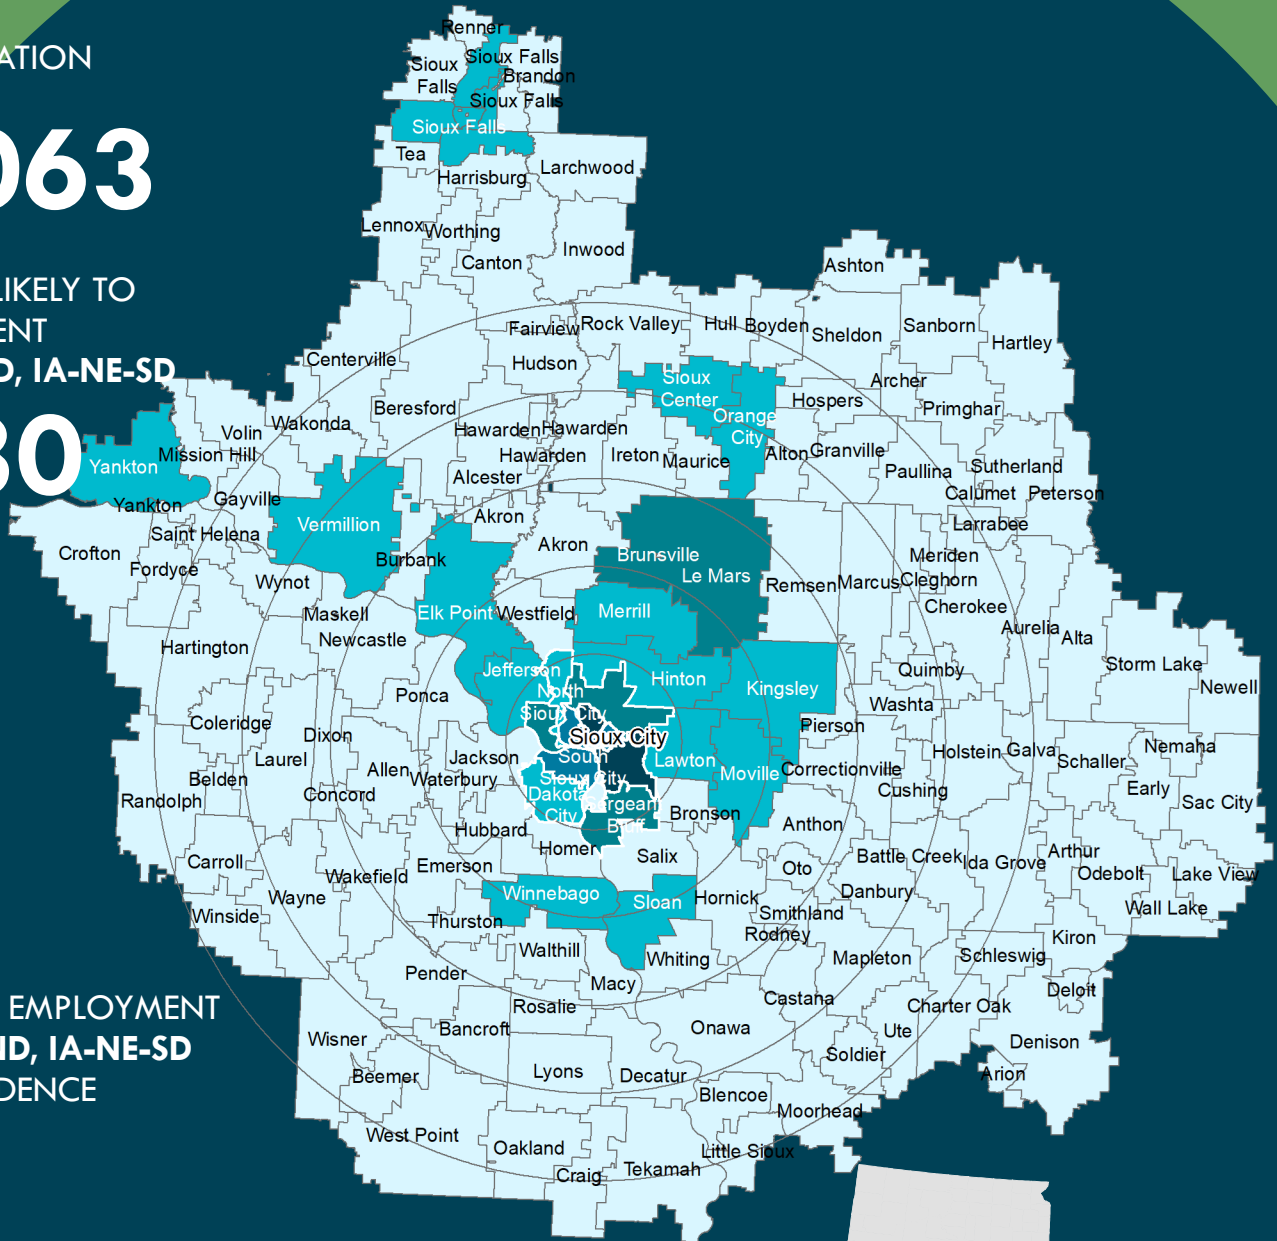 ATION
063
LIKELY TO
ENT
D, IA-NE-SD
30
EMPLOYMENT
ND, IA-NE-SD
DENCE
Renner
Sioux Falls
Sioux
Falls
Brandon
Sioux Falls
Sioux Falls
Tea
Harrisburg
Larchwood
Lennox
Worthing
Inwood
Canton
Ashton
Fairview
Rock Valley
Hull
Boyden
Sheldon
Sanborn
Hartley
Centerville
Hudson
Sioux
Center
Archer
Hospers
Primghar
Beresford
Orange
City
Wakonda
Volin
Hawarden
Hawarden
Hawarden
Ireton
Maurice
Alton
Granville
Mission Hill
Yankton
Alcester
Paullina
Sutherland
Calumet
Peterson
Yankton
Gayville
Akron
Vermillion
Larrabee
Saint Helena
Akron
Crofton
Fordyce
Burbank
Brunsville
Le Mars
Meriden
Wynot
Remsen
Marcus
Cleghorn
Maskell
Elk Point
Westfield
Merrill
Cherokee
Newcastle
Aurelia
Alta
Hartington
Jefferson
Hinton
Kingsley
Quimby
Storm Lake
Newell
Ponca
North
Sioux City
Washta
Coleridge
Dixon
Sioux City
Pierson
Laurel
Jackson
South
Sioux City
Lawton
Holstein
Galva
Schaller
Nemaha
Belden
Allen
Waterbury
Moville
Correctionville
Cushing
Early
Randolph
Concord
Dakota
City
Sergeant
Bluff
Bronson
Sac City
Hubbard
Anthon
Homer
Salix
Battle Creek
Ida Grove
Arthur
Carroll
Wakefield
Emerson
Oto
Odebolt
Lake View
Wayne
Winnebago
Sloan
Hornick
Danbury
Winside
Thurston
Smithland
Rodney
Wall Lake
Walthill
Whiting
Mapleton
Schleswig
Kiron
Pender
Macy
Castana
Deloit
Rosalie
Charter Oak
Wisner
Bancroft
Onawa
Ute
Denison
Soldier
Beemer
Lyons
Decatur
Arion
Blencoe
Moorhead
West Point
Oakland
Little Sioux
Craig
Tekamah